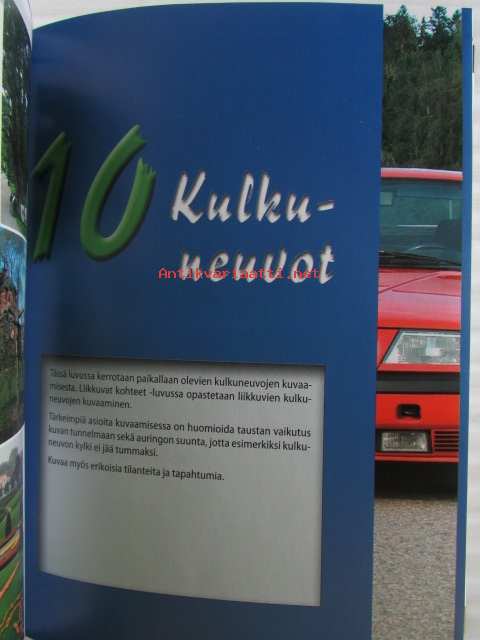 10
Kulku-
neuvot
Antikvariaatti.net
Tässä luvussa kerrotaan paikallaan olevien kulkuneuvojen kuvaa-
misesta. Liikkuvat kohteet -luvussa opastetaan liikkuvien kulku-
neuvojen kuvaaminen.
Tärkeimpiä asioita kuvaamisessa on huomioida taustan vaikutus
kuvan tunnelmaan sekä auringon suunta, jotta esimerkiksi kulku-
neuvon kylki ei jää tummaksi.
Kuvaa myös erikoisia tilanteita ja tapahtumia.